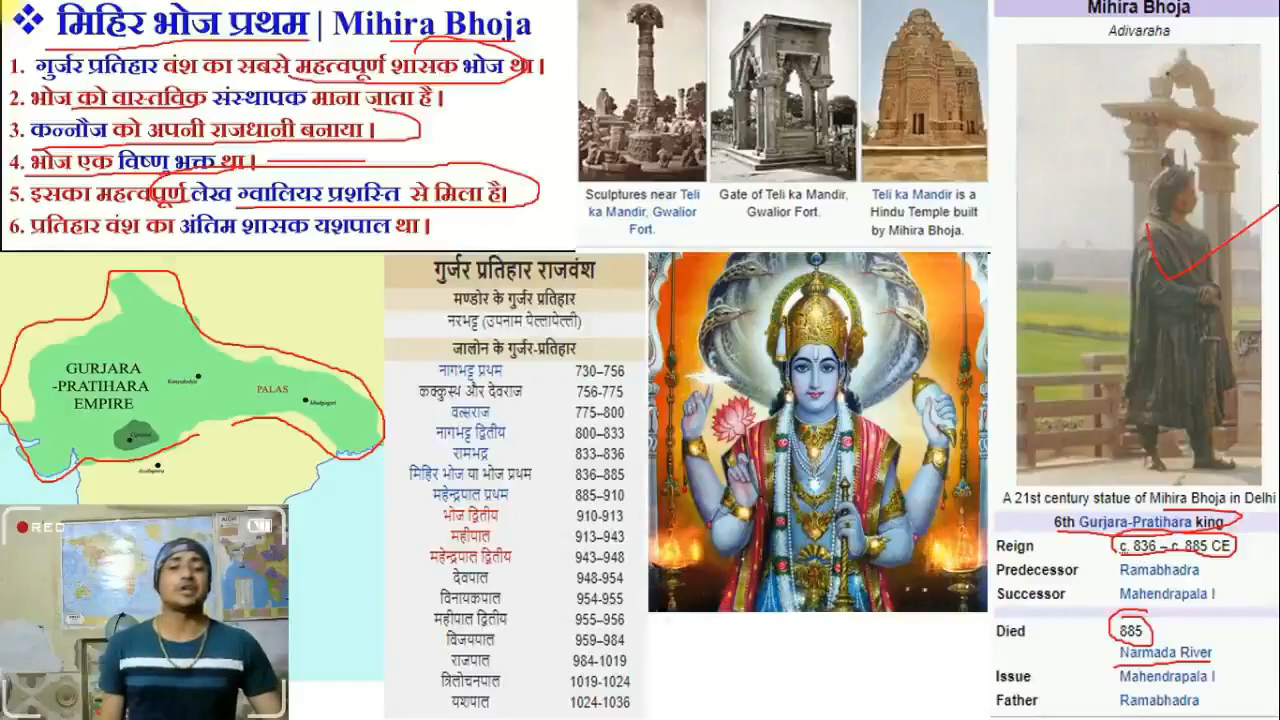 ❖ मिहिर भोज प्रथम | Mihira Bhoja
1. गुर्जर प्रतिहार वंश का सबसे महत्वपूर्ण शासक भोज था।
2. भोज को वास्तविक संस्थापक माना जाता है।
3. कन्नौज को अपनी राजधानी बनाया।
4. भोज एक विष्णु भक्त था।
5. इसका महत्वपूर्ण लेख ग्वालियर प्रशस्ति से मिला है।
6. प्रतिहार वंश का अंतिम शासक यशपाल था।
Sculptures near Teli
ka Mandir, Gwalior
Fort.
Gate of Teli ka Mandir,
Gwalior Fort.
Teli ka Mandir is a
Hindu Temple built
by Mihira Bhoja.
Mihira Bhoja
Adivaraha
A 21st century statue of Mihira Bhoja in Delhi
6th Gurjara-Pratihara king
Reign c. 836 – c. 885 CE
Predecessor Ramabhadra
Successor Mahendrapala I
Died 885
Narmada River
Issue Mahendrapala I
Father Ramabhadra
GURJARA
-PRATIHARA
EMPIRE
PALAS
गुर्जर प्रतिहार राजवंश
मण्डोर के गुर्जर प्रतिहार
नरभट्ट (उपनाम पेल्लापेल्ली)
जालोन के गुर्जर-प्रतिहार
नागभट्ट प्रथम 730–756
कक्कुस्थ और देवराज 756-775
वत्सराज 775–800
नागभट्ट द्वितीय 800–833
रामभद्र 833–836
मिहिर भोज या भोज प्रथम 836–885
महेन्द्रपाल प्रथम 885–910
भोज द्वितीय 910-913
महीपाल 913–943
महेन्द्रपाल द्वितीय 943–948
देवपाल 948-954
विनायकपाल 954-955
महीपाल द्वितीय 955–956
विजयपाल 959–984
राजपाल 984-1019
त्रिलोचनपाल 1019-1024
यशपाल 1024-1036
REC